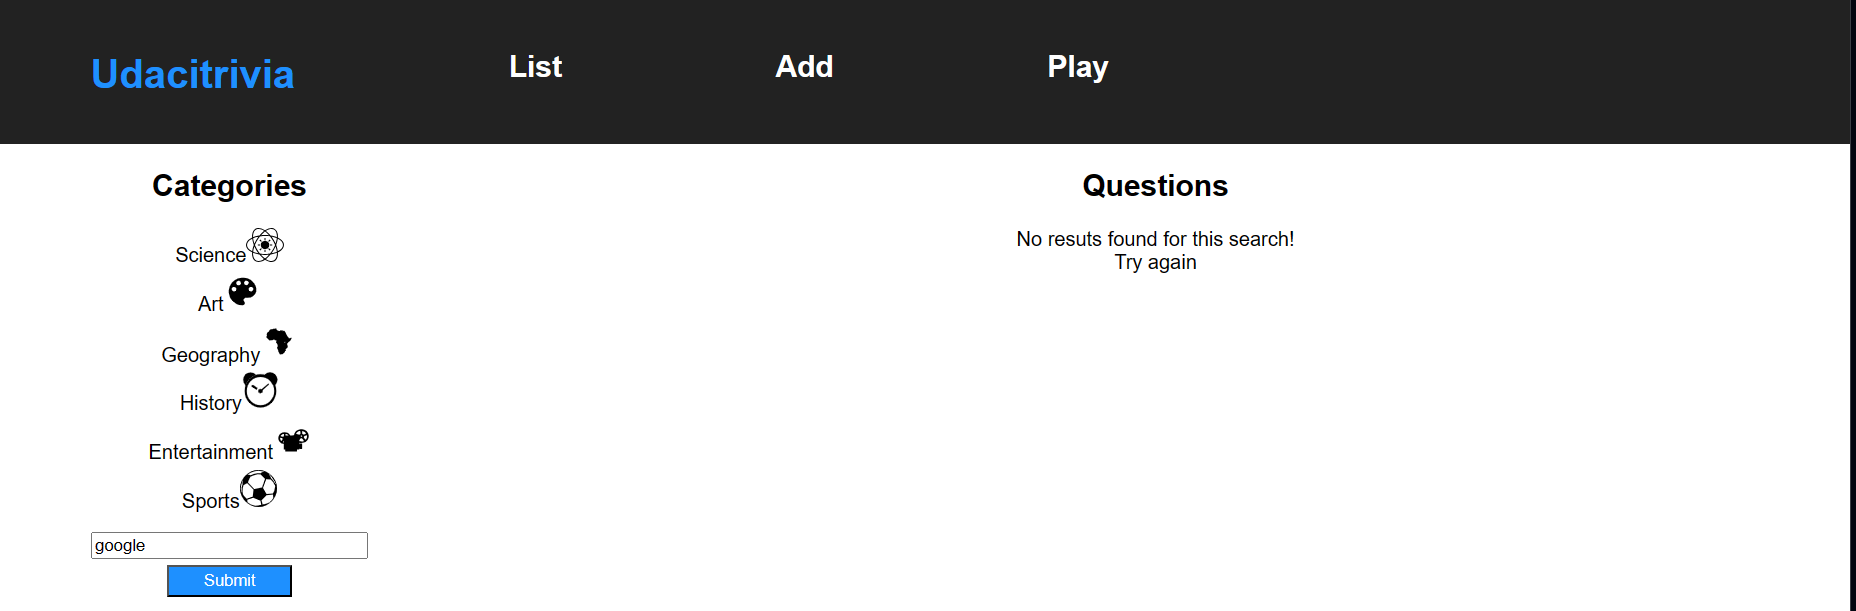 Udacitrivia
List
Add
Play
Categories
Science
Art
Geography
History
Entertainment
Sports
google
Submit
Questions
No resuts found for this search!
Try again